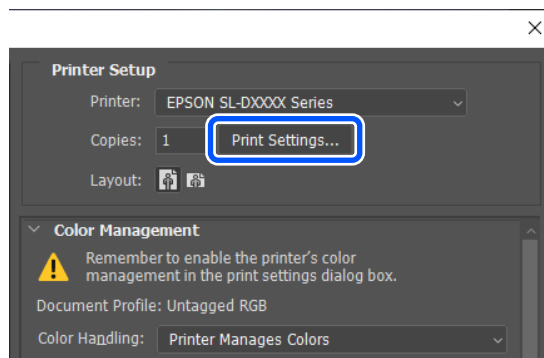 Printer Setup
Printer: EPSON SL-DXXXX Series
Copies: 1 Print Settings...
Layout:
Color Management
Remember to enable the printer's color
management in the print settings dialog box.
Document Profile: Untagged RGB
Color Handling: Printer Manages Colors